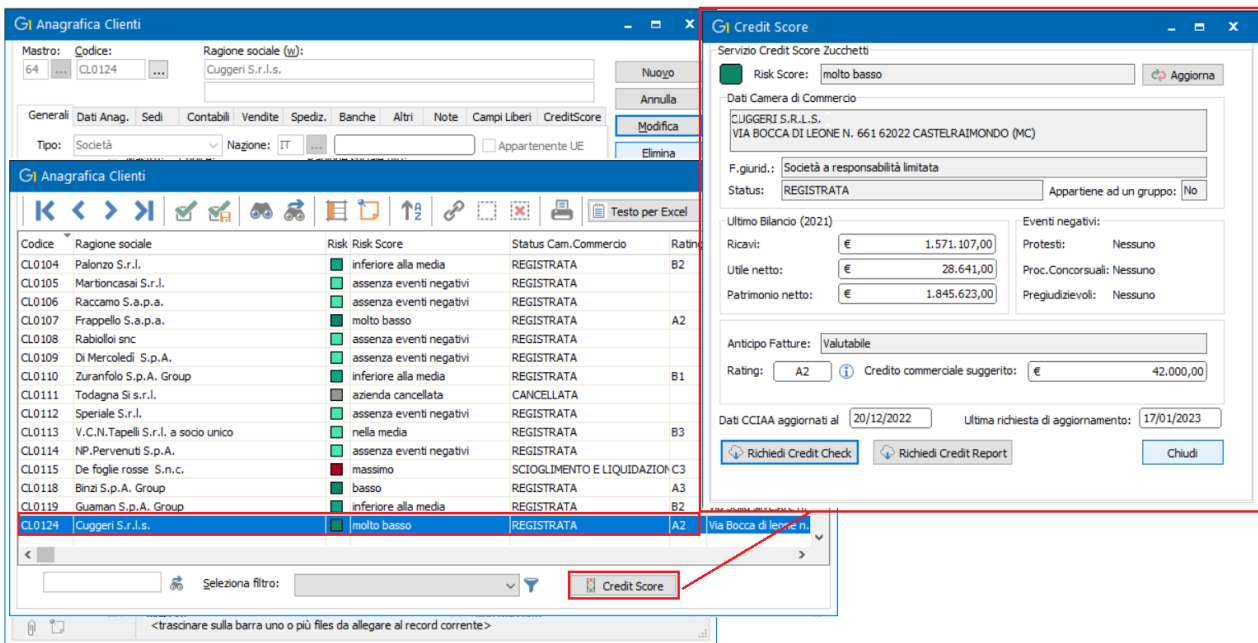 G1 Anagrafica Clienti
Mastro: Codice: Ragione sociale (w):
64 ... CL0124 ... Cuggeri S.r.l.s.
Nuovo
Annulla
Modifica
Elimina
Generali Dati Anag. Sedi Contabili Vendite Spediz. Banche Altri Note Campi Liberi CreditScore
Tipo: Società Nazione: IT ... Appartenente UE
G1 Anagrafica Clienti
Testo per Excel
Codice Ragione sociale Risk Risk Score Status Cam.Commercio Rating
CL0104 Palonzo S.r.l. inferiore alla media REGISTRATA B2
CL0105 Martioncasai S.r.l. assenza eventi negativi REGISTRATA
CL0106 Raccamo S.a.p.a. assenza eventi negativi REGISTRATA
CL0107 Frappello S.a.p.a. molto basso REGISTRATA A2
CL0108 Rabiolloi snc assenza eventi negativi REGISTRATA
CL0109 Di Mercoledì S.p.A. assenza eventi negativi REGISTRATA
CL0110 Zuranfolo S.p.A. Group inferiore alla media REGISTRATA B1
CL0111 Todagna Si s.r.l. azienda cancellata CANCELLATA
CL0112 Speriale S.r.l. assenza eventi negativi REGISTRATA
CL0113 V.C.N.Tapelli S.r.l. a socio unico nella media REGISTRATA B3
CL0114 NP.Pervenuti S.p.A. assenza eventi negativi REGISTRATA
CL0115 De foglie rosse S.n.c. massimo SCIOGLIMENTO E LIQUIDAZION C3
CL0118 Binzi S.p.A. Group basso REGISTRATA A3
CL0119 Guaman S.p.A. Group inferiore alla media REGISTRATA B2
CL0124 Cuggeri S.r.l.s. molto basso REGISTRATA A2 Via Bocca di leone n.
Seleziona filtro: Credit Score
<trascinare sulla barra uno o più files da allegare al record corrente>
G1 Credit Score
Servizio Credit Score Zucchetti
Risk Score: molto basso Aggiorna
Dati Camera di Commercio
CUGGERI S.R.L.S.
VIA BOCCA DI LEONE N. 661 62022 CASTELRAIMONDO (MC)
F.giurid.: Società a responsabilità limitata
Status: REGISTRATA Appartiene ad un gruppo: No
Ultimo Bilancio (2021) Eventi negativi:
Ricavi: € 1.571.107,00 Protesti: Nessuno
Utile netto: € 28.641,00 Proc.Concorsuali: Nessuno
Patrimonio netto: € 1.845.623,00 Pregiudizievoli: Nessuno
Anticipo Fatture: Valutabile
Rating: A2 Credito commerciale suggerito: € 42.000,00
Dati CCIAA aggiornati al 20/12/2022 Ultima richiesta di aggiornamento: 17/01/2023
Richiedi Credit Check Richiedi Credit Report Chiudi